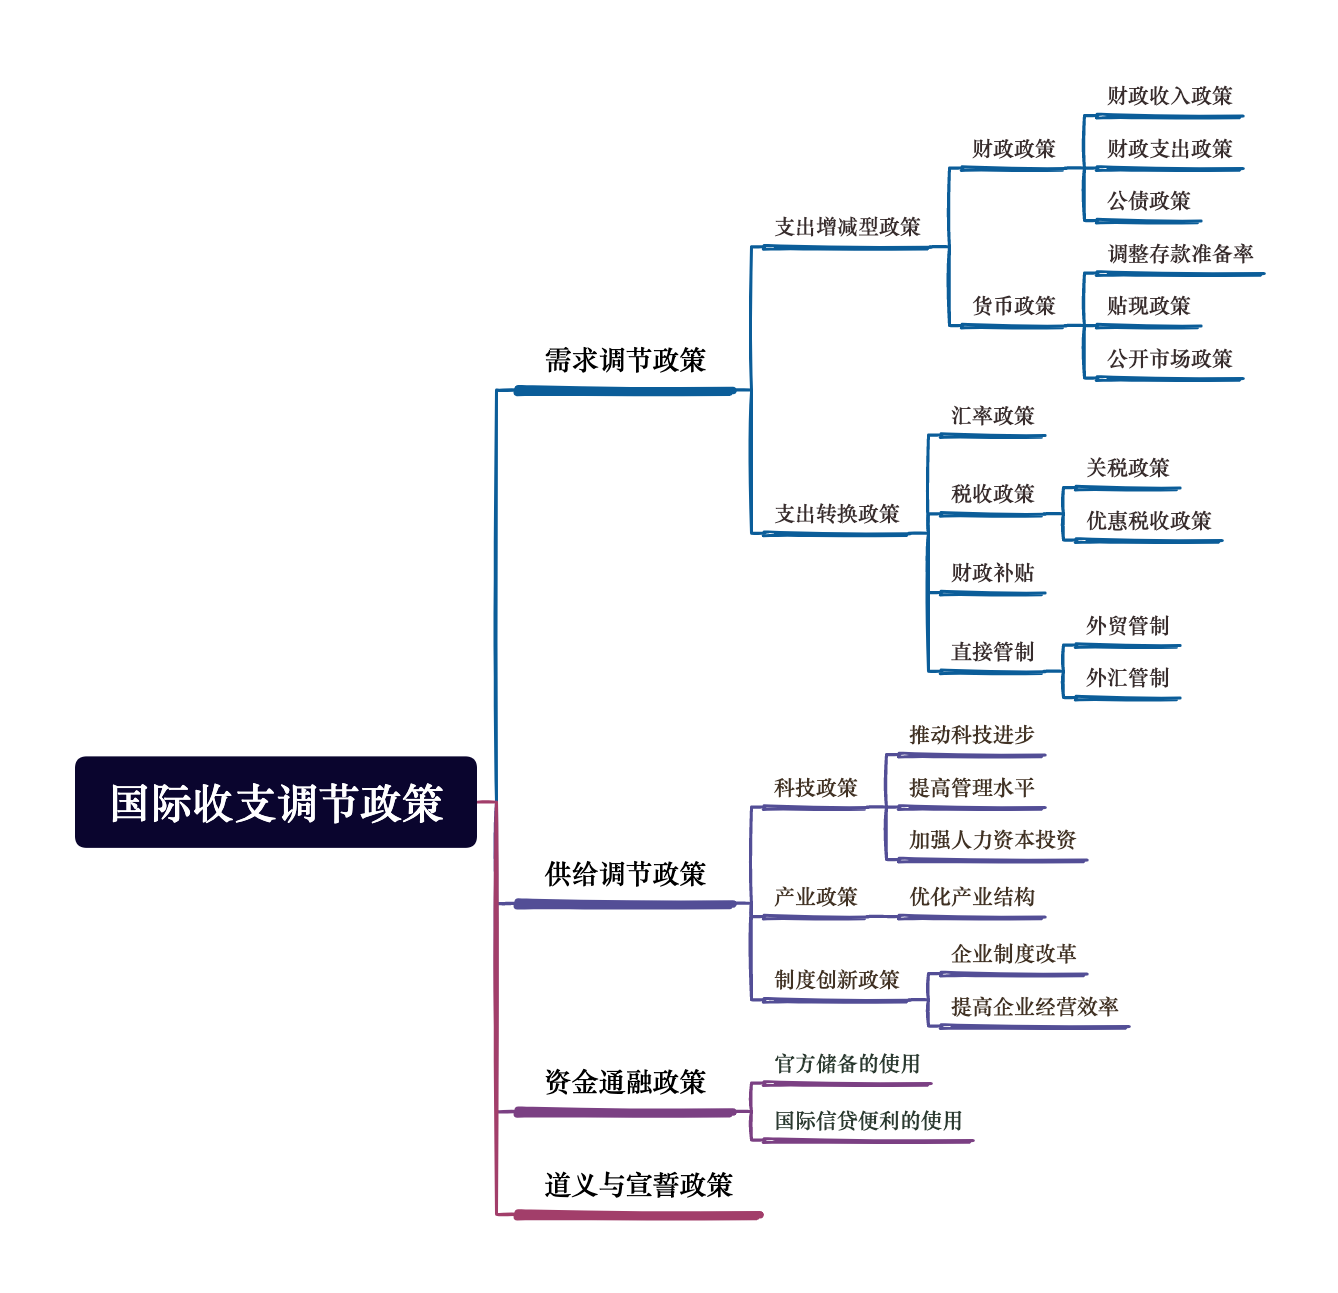 国际收支调节政策
需求调节政策
支出增减型政策
财政政策
财政收入政策
财政支出政策
公债政策
货币政策
调整存款准备率
贴现政策
公开市场政策
支出转换政策
汇率政策
税收政策
关税政策
优惠税收政策
财政补贴
直接管制
外贸管制
外汇管制
供给调节政策
科技政策
推动科技进步
提高管理水平
加强人力资本投资
产业政策
优化产业结构
制度创新政策
企业制度改革
提高企业经营效率
资金通融政策
官方储备的使用
国际信贷便利的使用
道义与宣誓政策